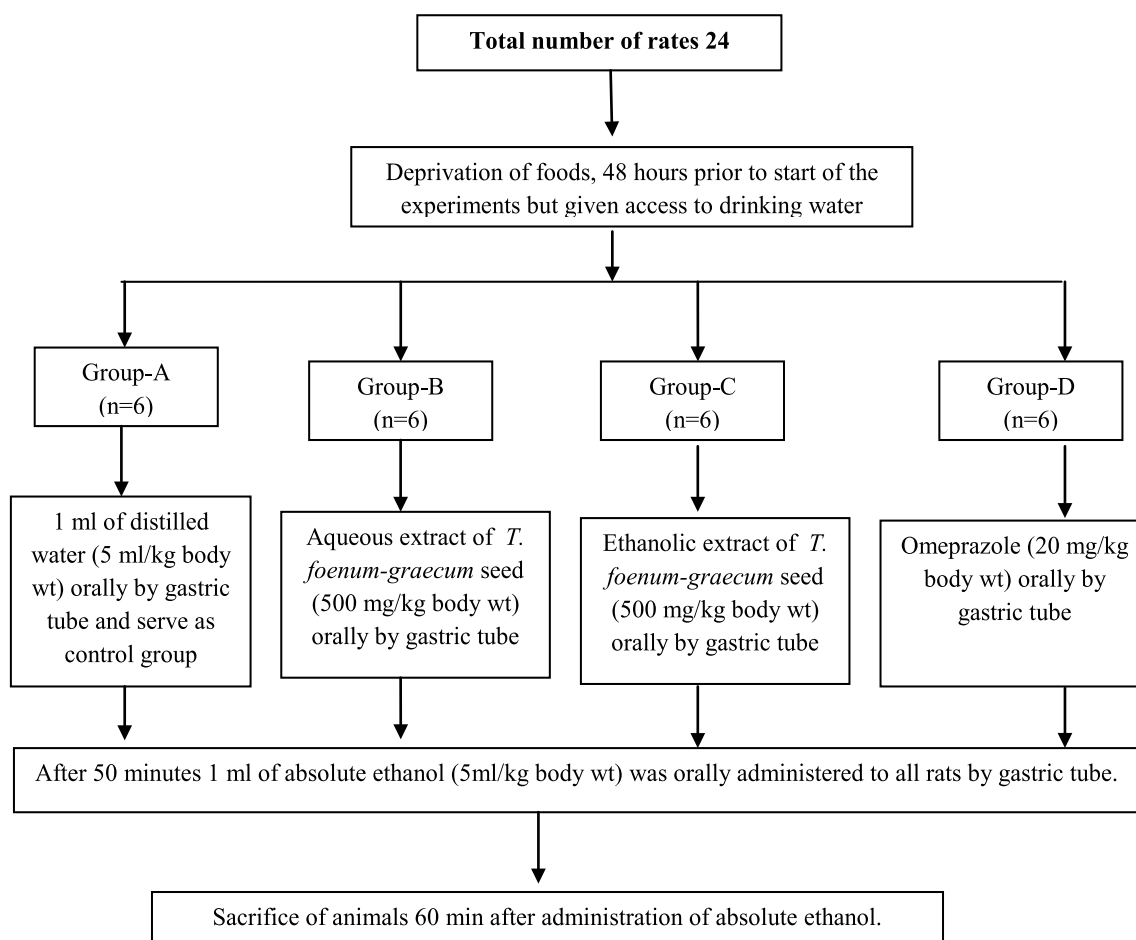 Total number of rates 24
Deprivation of foods, 48 hours prior to start of the
experiments but given access to drinking water
Group-A
(n=6)
Group-B
(n=6)
Group-C
(n=6)
Group-D
(n=6)
1 ml of distilled
water (5 ml/kg body
wt) orally by gastric
tube and serve as
control group
Aqueous extract of T.
foenum-graecum seed
(500 mg/kg body wt)
orally by gastric tube
Ethanolic extract of T.
foenum-graecum seed
(500 mg/kg body wt)
orally by gastric tube
Omeprazole (20 mg/kg
body wt) orally by
gastric tube
After 50 minutes 1 ml of absolute ethanol (5ml/kg body wt) was orally administered to all rats by gastric tube.
Sacrifice of animals 60 min after administration of absolute ethanol.